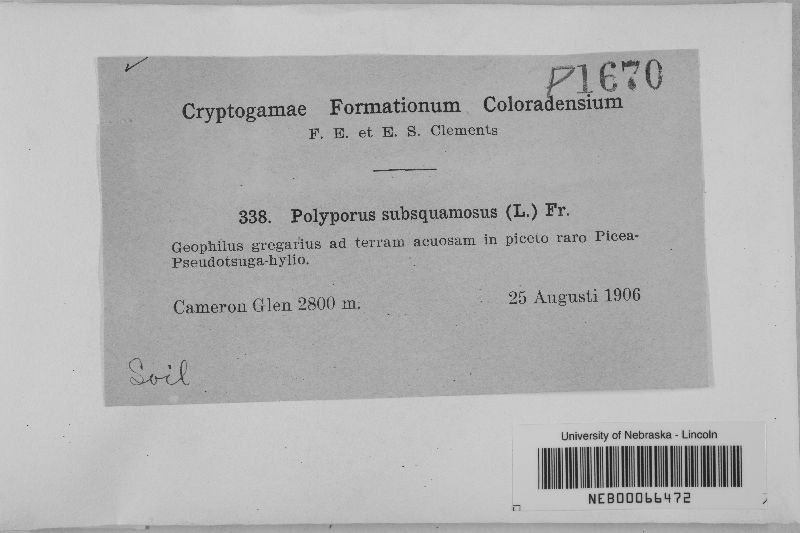 P1670
Cryptogamae Formationum Coloradensium
F. E. et E. S. Clements
338. Polyporus subsquamosus (L.) Fr.
Geophilus gregarius ad terram acuosam in piceto raro Picea-
Pseudotsuga-hylio.
Cameron Glen 2800 m.
25 Augusti 1906
Soil
University of Nebraska - Lincoln
NEB00066472